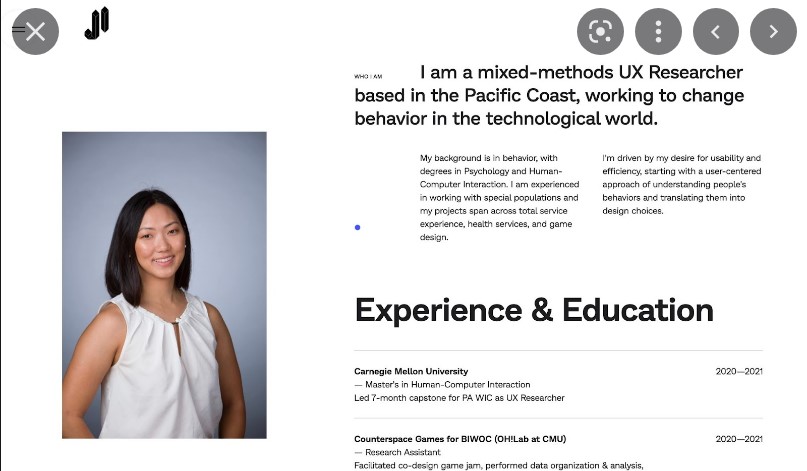 WHO I AM I am a mixed-methods UX Researcher
based in the Pacific Coast, working to change
behavior in the technological world.
My background is in behavior, with
degrees in Psychology and Human-
Computer Interaction. I am experienced
in working with special populations and
my projects span across total service
experience, health services, and game
design.
I'm driven by my desire for usability and
efficiency, starting with a user-centered
approach of understanding people's
behaviors and translating them into
design choices.
Experience & Education
Carnegie Mellon University 2020—2021
— Master's in Human-Computer Interaction
Led 7-month capstone for PA WIC as UX Researcher
Counterspace Games for BIWOC (OH!Lab at CMU) 2020—2021
— Research Assistant
Facilitated co-design game jam, performed data organization & analysis,